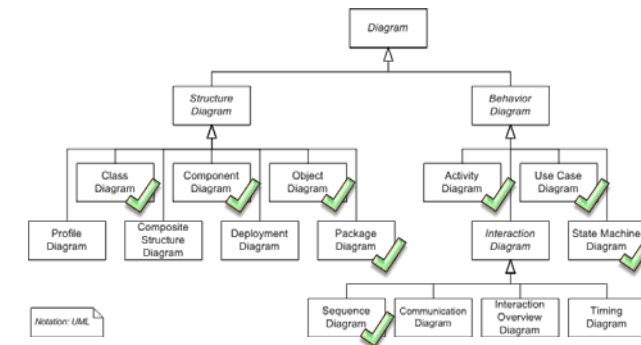 Diagram
Structure
Diagram
Behavior
Diagram
Class
Diagram
Component
Diagram
Object
Diagram
Activity
Diagram
Use Case
Diagram
Profile
Diagram
Composite
Structure
Diagram
Deployment
Diagram
Package
Diagram
Interaction
Diagram
State Machine
Diagram
Sequence
Diagram
Communication
Diagram
Interaction
Overview
Diagram
Timing
Diagram
Notation: UML